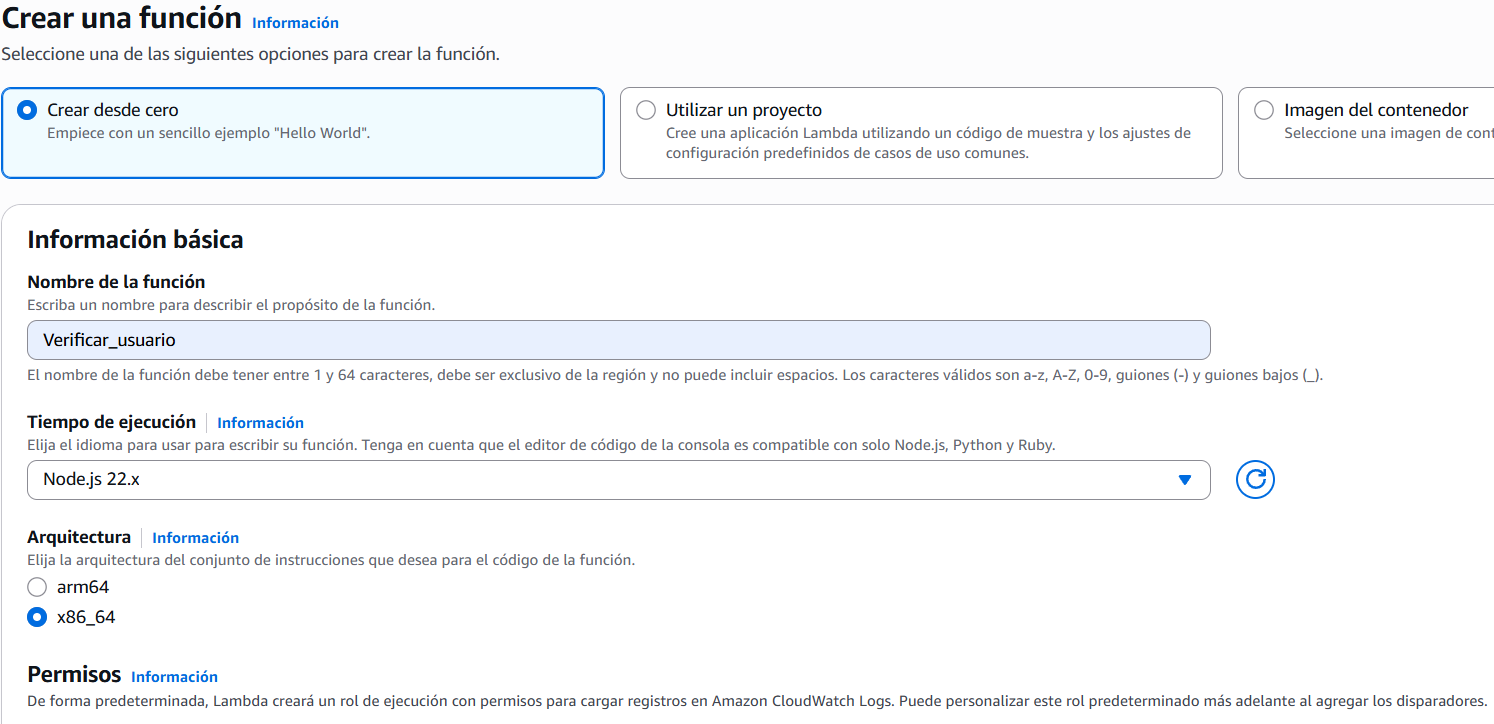 Crear una función Información
Seleccione una de las siguientes opciones para crear la función.
Crear desde cero
Empiece con un sencillo ejemplo "Hello World".
Utilizar un proyecto
Cree una aplicación Lambda utilizando un código de muestra y los ajustes de
configuración predefinidos de casos de uso comunes.
Imagen del contenedor
Seleccione una imagen de
Información básica
Nombre de la función
Escriba un nombre para describir el propósito de la función.
Verificar_usuario
El nombre de la función debe tener entre 1 y 64 caracteres, debe ser exclusivo de la región y no puede incluir espacios. Los caracteres válidos son a-z, A-Z, 0-9, guiones (-) y guiones bajos (_).
Tiempo de ejecución Información
Elija el idioma para usar para escribir su función. Tenga en cuenta que el editor de código de la consola es compatible con solo Node.js, Python y Ruby.
Node.js 22.x
Arquitectura Información
Elija la arquitectura del conjunto de instrucciones que desea para el código de la función.
arm64
x86_64
Permisos Información
De forma predeterminada, Lambda creará un rol de ejecución con permisos para cargar registros en Amazon CloudWatch Logs. Puede personalizar este rol predeterminado más adelante al agregar los disparadores.